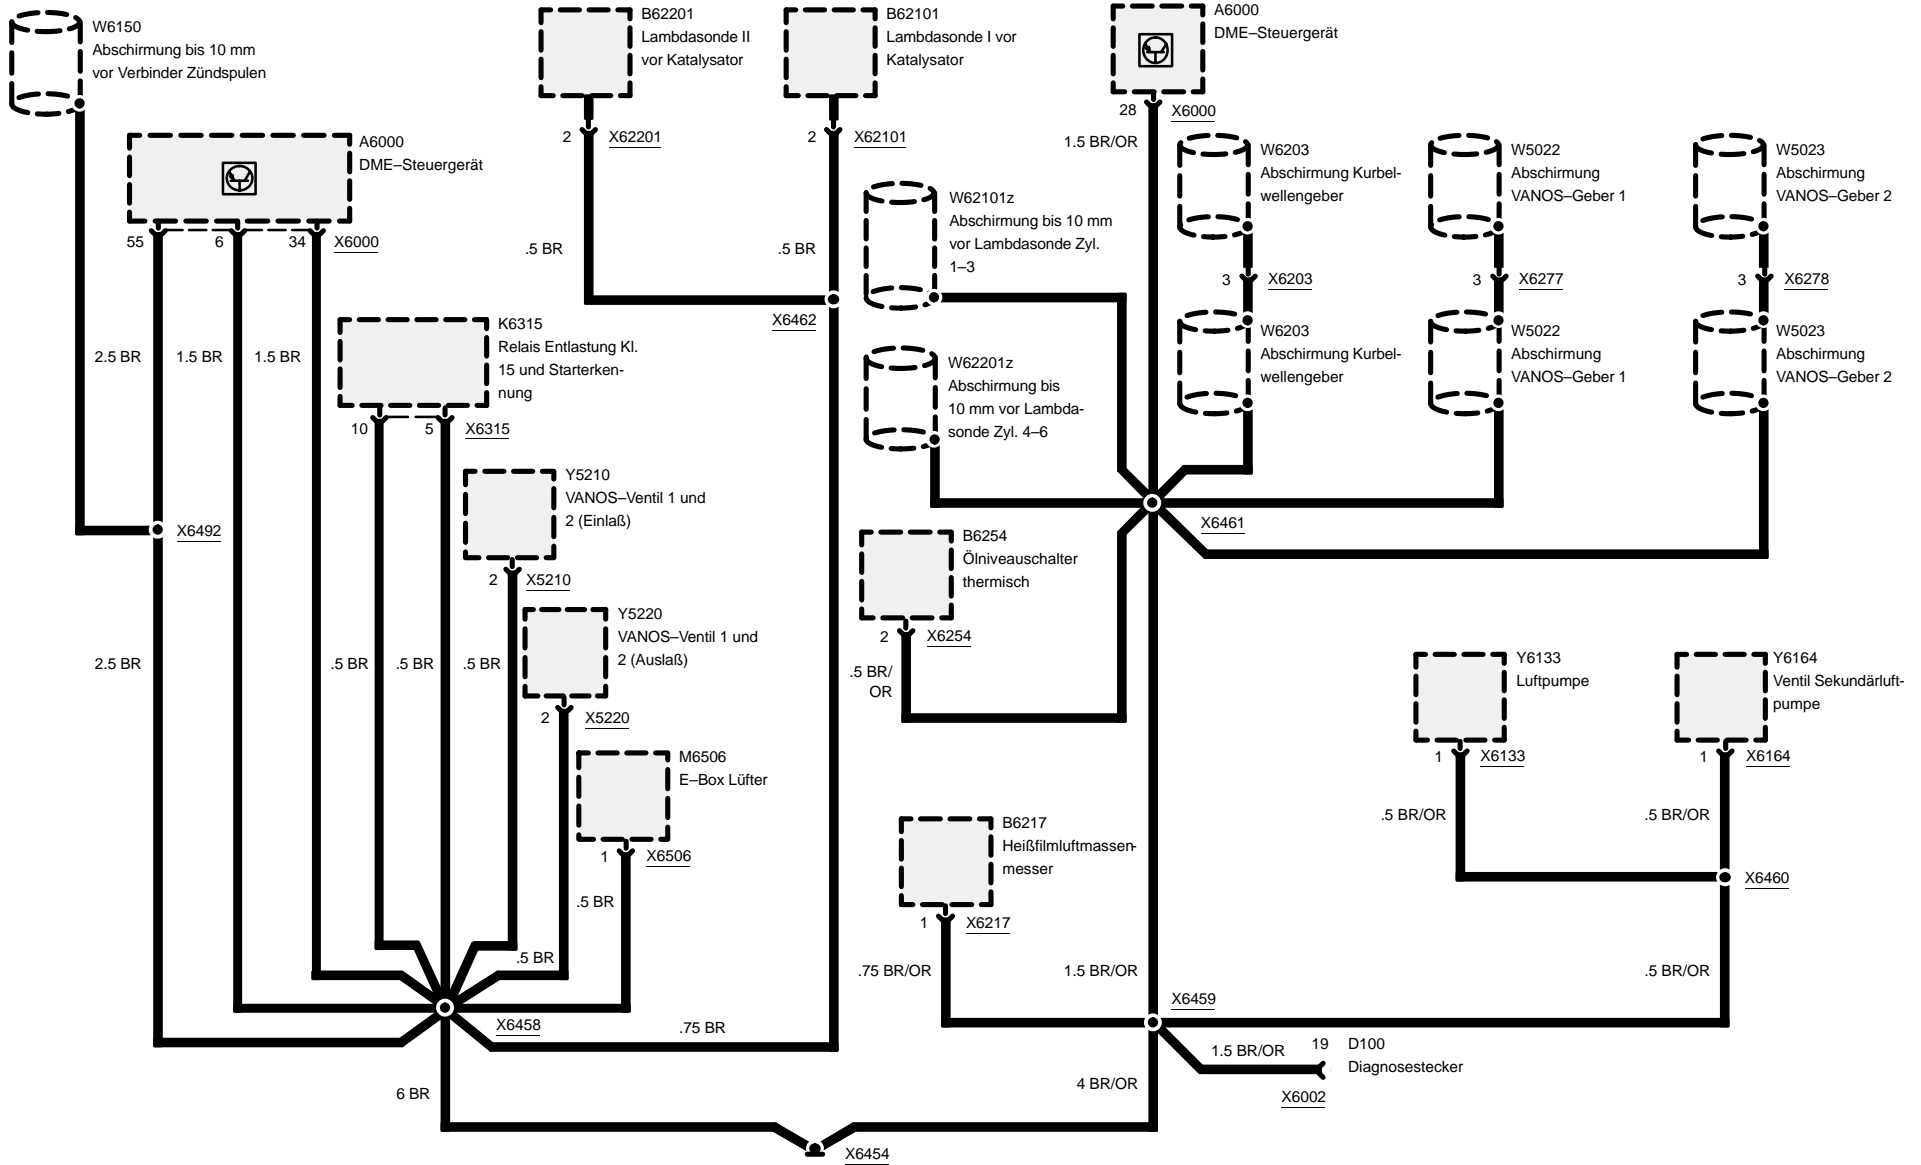 W6150
Abschirmung bis 10 mm
vor Verbinder Zündspulen
B62201
Lambdasonde II
vor Katalysator
2
X62201
B62101
Lambdasonde I vor
Katalysator
2
X62101
A6000
DME–Steuergerät
28
X6000
1.5 BR/OR
A6000
DME–Steuergerät
55
6
34
X6000
.5 BR
.5 BR
X6462
W62101z
Abschirmung bis 10 mm
vor Lambdasonde Zyl.
1–3
W6203
Abschirmung Kurbel-
wellengeber
3
X6203
W5022
Abschirmung
VANOS–Geber 1
3
X6277
W5023
Abschirmung
VANOS–Geber 2
3
X6278
2.5 BR
1.5 BR
1.5 BR
K6315
Relais Entlastung Kl.
15 und Starterken-
nung
10
5
X6315
W62201z
Abschirmung bis
10 mm vor Lambda-
sonde Zyl. 4–6
W6203
Abschirmung Kurbel-
wellengeber
W5022
Abschirmung
VANOS–Geber 1
W5023
Abschirmung
VANOS–Geber 2
X6492
Y5210
VANOS–Ventil 1 und
2 (Einlaß)
2
X5210
X6461
B6254
Ölniveauschalter
thermisch
2
X6254
.5 BR/
OR
2.5 BR
.5 BR
.5 BR
.5 BR
Y5220
VANOS–Ventil 1 und
2 (Auslaß)
2
X5220
Y6133
Luftpumpe
1
X6133
Y6164
Ventil Sekundärluft-
pumpe
1
X6164
M6506
E–Box Lüfter
1
X6506
.5 BR
.5 BR/OR
.5 BR/OR
X6460
B6217
Heißfilmluftmassen-
messer
1
X6217
.5 BR
.75 BR/OR
1.5 BR/OR
.5 BR/OR
X6459
X6458
.75 BR
1.5 BR/OR
19
D100
Diagnosestecker
X6002
6 BR
4 BR/OR
X6454